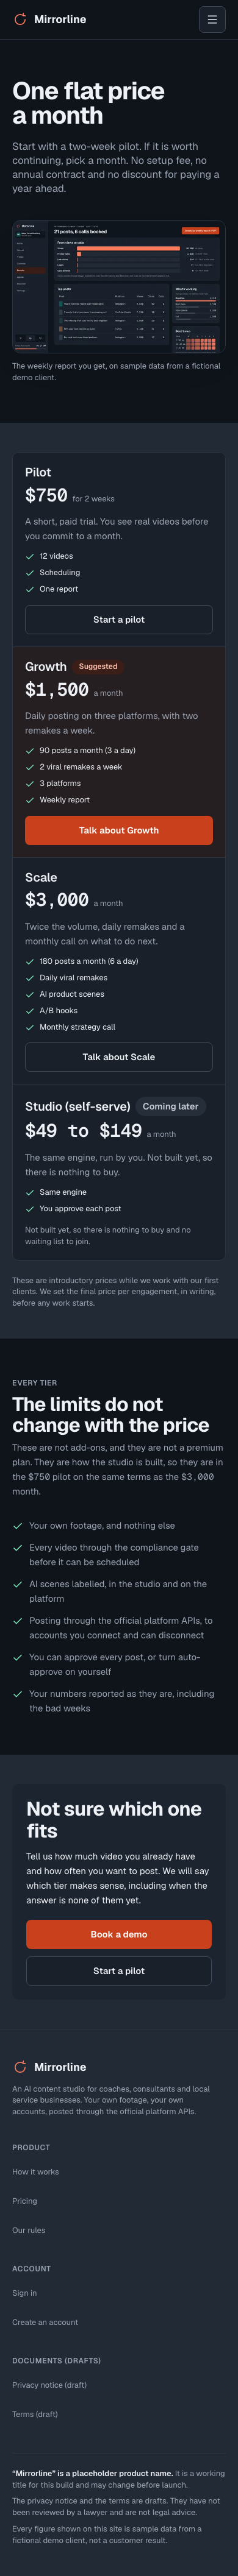 Mirrorline
One flat price
a month
Start with a two-week pilot. If it is worth
continuing, pick a month. No setup fee, no
annual contract and no discount for paying a
year ahead.
21 posts, 5 calls booked
The weekly report you get, on sample data from a fictional
demo client.
Pilot
$750 for 2 weeks
A short, paid trial. You see real videos before
you commit to a month.
12 videos
Scheduling
One report
Start a pilot
Growth Suggested
$1,500 a month
Daily posting on three platforms, with two
remakes a week.
90 posts a month (3 a day)
2 viral remakes a week
3 platforms
Weekly report
Talk about Growth
Scale
$3,000 a month
Twice the volume, daily remakes and a
monthly call on what to do next.
180 posts a month (6 a day)
Daily viral remakes
AI product scenes
A/B hooks
Monthly strategy call
Talk about Scale
Studio (self-serve) Coming later
$49 to $149 a month
The same engine, run by you. Not built yet, so
there is nothing to buy.
Same engine
You approve each post
Not built yet, so there is nothing to buy and no
waiting list to join.
These are introductory prices while we work with our first
clients. We set the final price per engagement, in writing,
before any work starts.
EVERY TIER
The limits do not
change with the price
These are not add-ons, and they are not a premium
plan. They are how the studio is built, so they are in
the $750 pilot on the same terms as the $3,000
month.
Your own footage, and nothing else
Every video through the compliance gate
before it can be scheduled
AI scenes labelled, in the studio and on the
platform
Posting through the official platform APIs, to
accounts you connect and can disconnect
You can approve every post, or turn auto-
approve on yourself
Your numbers reported as they are, including
the bad weeks
Not sure which one
fits
Tell us how much video you already have
and how often you want to post. We will say
which tier makes sense, including when the
answer is none of them yet.
Book a demo
Start a pilot
Mirrorline
An AI content studio for coaches, consultants and local
service businesses. Your own footage, your own
accounts, posted through the official platform APIs.
PRODUCT
How it works
Pricing
Our rules
ACCOUNT
Sign in
Create an account
DOCUMENTS (DRAFTS)
Privacy notice (draft)
Terms (draft)
“Mirrorline” is a placeholder product name. It is a working
title for this build and may change before launch.
The privacy notice and the terms are drafts. They have not
been reviewed by a lawyer and are not legal advice.
Every figure shown on this site is sample data from a
fictional demo client, not a customer result.